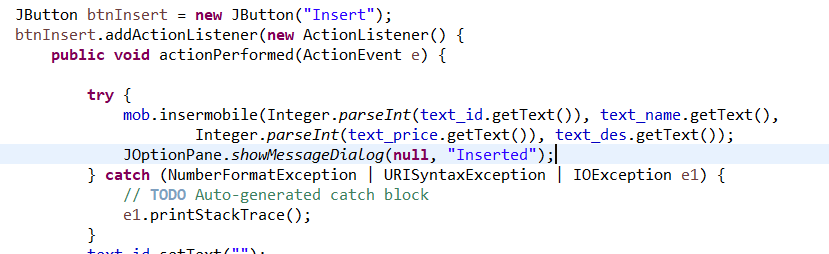 JButton btnInsert = new JButton("Insert");
btnInsert.addActionListener(new ActionListener() {
public void actionPerformed(ActionEvent e) {
try {
mob.insermobile(Integer.parseInt(text_id.getText()), text_name.getText(),
Integer.parseInt(text_price.getText()), text_des.getText());
JOptionPane.showMessageDialog(null, "Inserted");
} catch (NumberFormatException | URISyntaxException | IOException e1) {
// TODO Auto-generated catch block
e1.printStackTrace();
}
text_id.setText("");